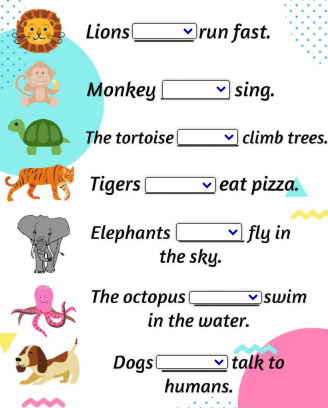 Lions run fast.
Monkey sing.
The tortoise climb trees.
Tigers eat pizza.
Elephants fly in
the sky.
The octopus swim
in the water.
Dogs talk to
humans.